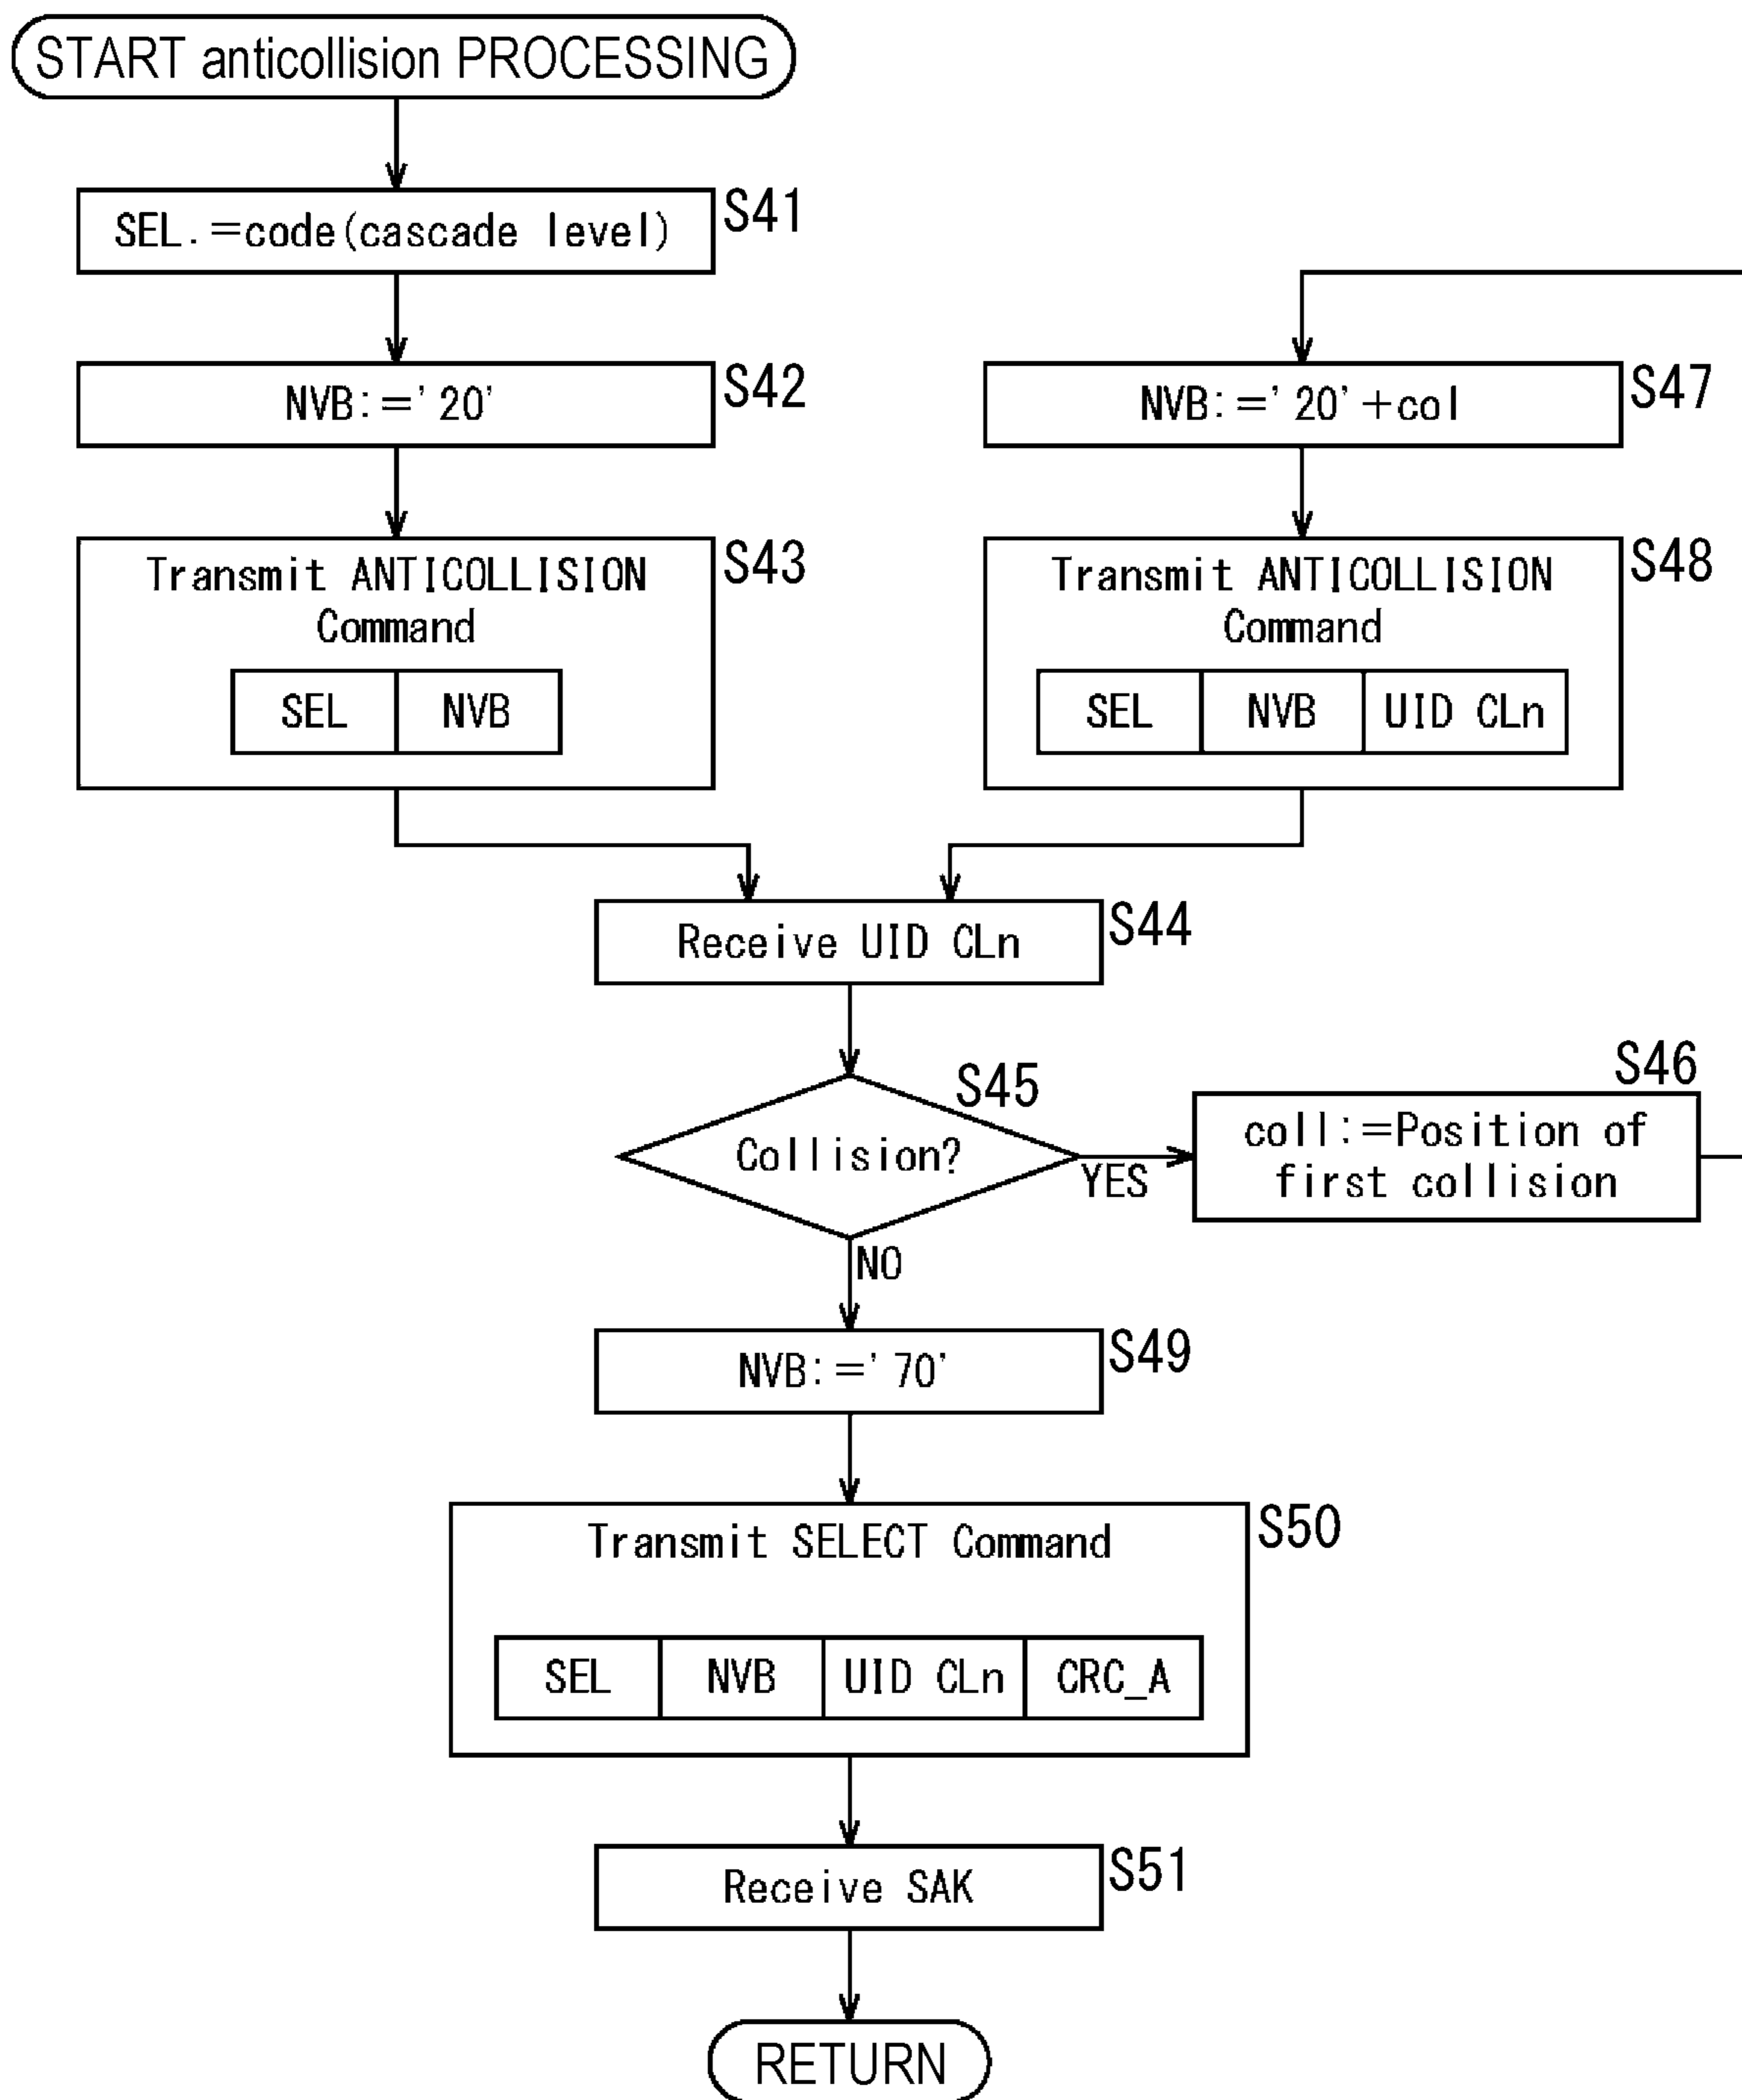 START anticollision PROCESSING
SEL.=code(cascade level)
S41
NVB:='20'
S42
Transmit ANTICOLLISION
Command
SEL
NVB
S43
NVB:='20'+col
S47
Transmit ANTICOLLISION
Command
SEL
NVB
UID CLn
S48
Receive UID CLn
S44
S45
Collision?
YES
NO
S46
coll:=Position of
first collision
NVB:='70'
S49
Transmit SELECT Command
SEL
NVB
UID CLn
CRC_A
S50
Receive SAK
S51
RETURN